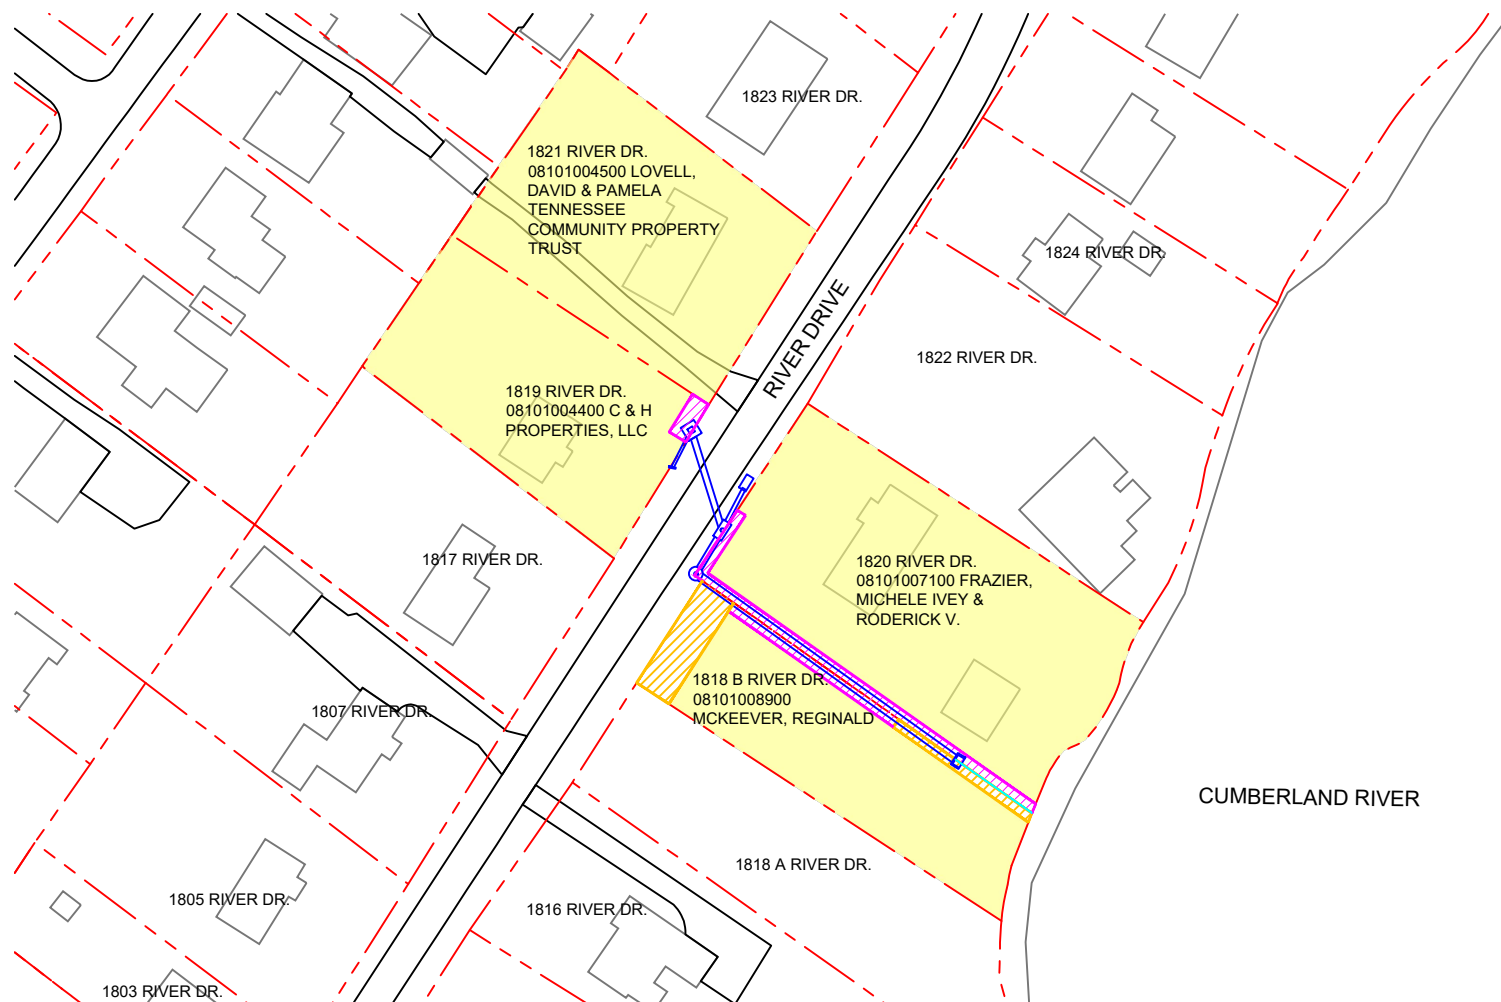 1823 RIVER DR.
1821 RIVER DR.
08101004500 LOVELL,
DAVID & PAMELA
TENNESSEE
COMMUNITY PROPERTY
TRUST
1824 RIVER DR.
RIVER DRIVE
1822 RIVER DR.
1819 RIVER DR.
08101004400 C & H
PROPERTIES, LLC
1817 RIVER DR.
1820 RIVER DR.
08101007100 FRAZIER,
MICHELE IVEY &
RODERICK V.
1818 B RIVER DR.
08101008900
MCKEEVER, REGINALD
1807 RIVER DR.
CUMBERLAND RIVER
1818 A RIVER DR.
1805 RIVER DR.
1816 RIVER DR.
1803 RIVER DR.